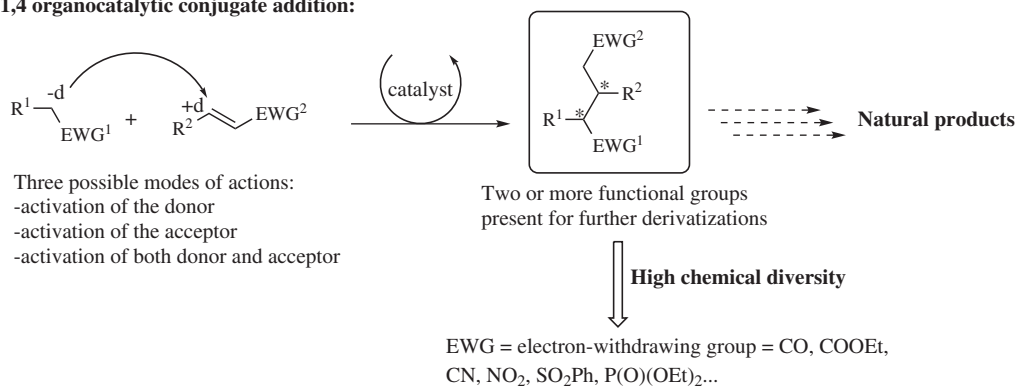 1,4 organocatalytic conjugate addition:
R¹ -d EWG¹ + +d R² EWG²
catalyst
EWG² * R² R¹ * EWG¹
Natural products
Three possible modes of actions:
-activation of the donor
-activation of the acceptor
-activation of both donor and acceptor
Two or more functional groups
present for further derivatizations
High chemical diversity
EWG = electron-withdrawing group = CO, COOEt,
CN, NO₂, SO₂Ph, P(O)(OEt)₂...